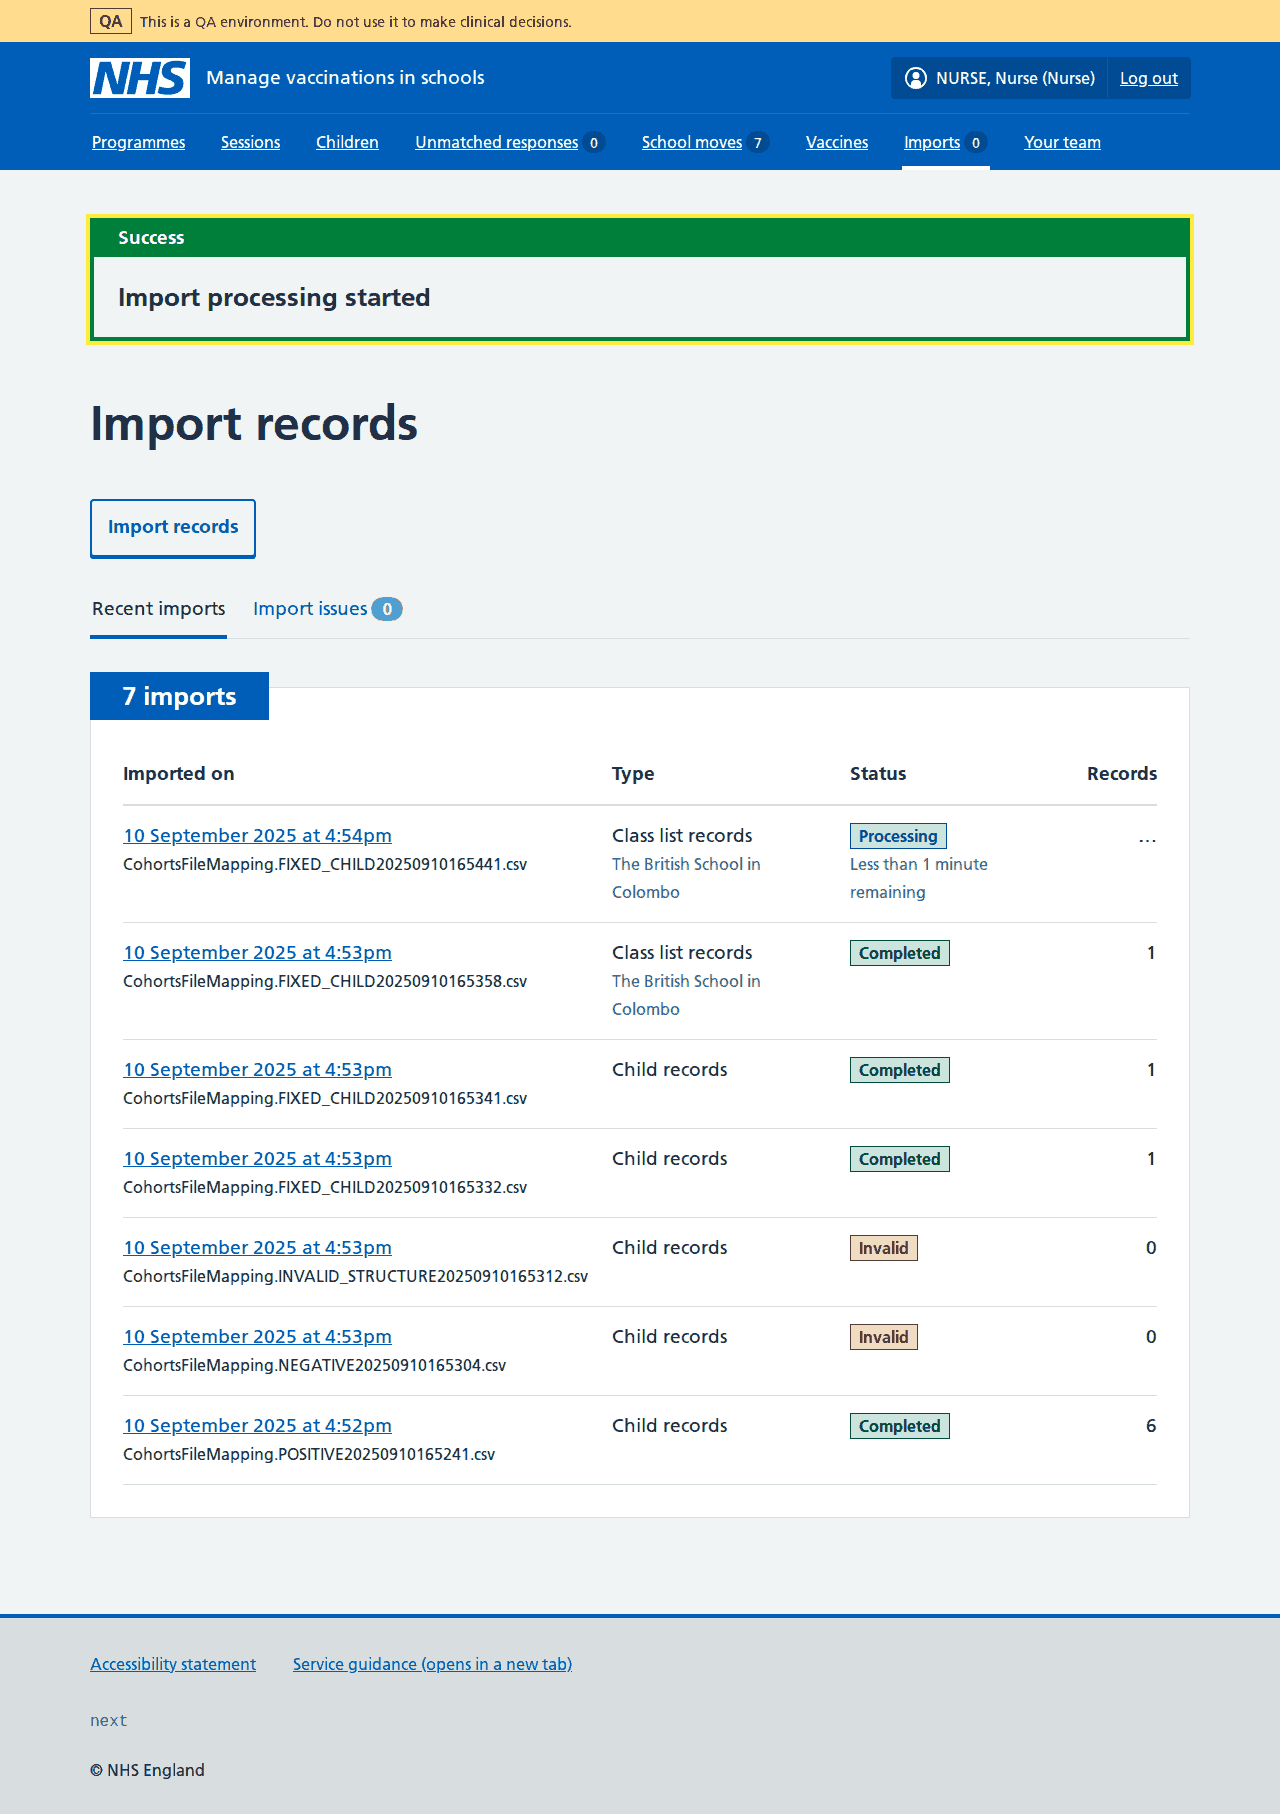 QA This is a QA environment. Do not use it to make clinical decisions.
NHS Manage vaccinations in schools NURSE, Nurse (Nurse) Log out
Programmes Sessions Children Unmatched responses 0 School moves 7 Vaccines Imports 0 Your team
Success
Import processing started
Import records
Import records
Recent imports Import issues 0
7 imports
Imported on Type Status Records
10 September 2025 at 4:54pm Class list records Processing ...
CohortsFileMapping.FIXED_CHILD20250910165441.csv The British School in Less than 1 minute
Colombo remaining
10 September 2025 at 4:53pm Class list records Completed 1
CohortsFileMapping.FIXED_CHILD20250910165358.csv The British School in
Colombo
10 September 2025 at 4:53pm Child records Completed 1
CohortsFileMapping.FIXED_CHILD20250910165341.csv
10 September 2025 at 4:53pm Child records Completed 1
CohortsFileMapping.FIXED_CHILD20250910165332.csv
10 September 2025 at 4:53pm Child records Invalid 0
CohortsFileMapping.INVALID_STRUCTURE20250910165312.csv
10 September 2025 at 4:53pm Child records Invalid 0
CohortsFileMapping.NEGATIVE20250910165304.csv
10 September 2025 at 4:52pm Child records Completed 6
CohortsFileMapping.POSITIVE20250910165241.csv
Accessibility statement Service guidance (opens in a new tab)
next
© NHS England